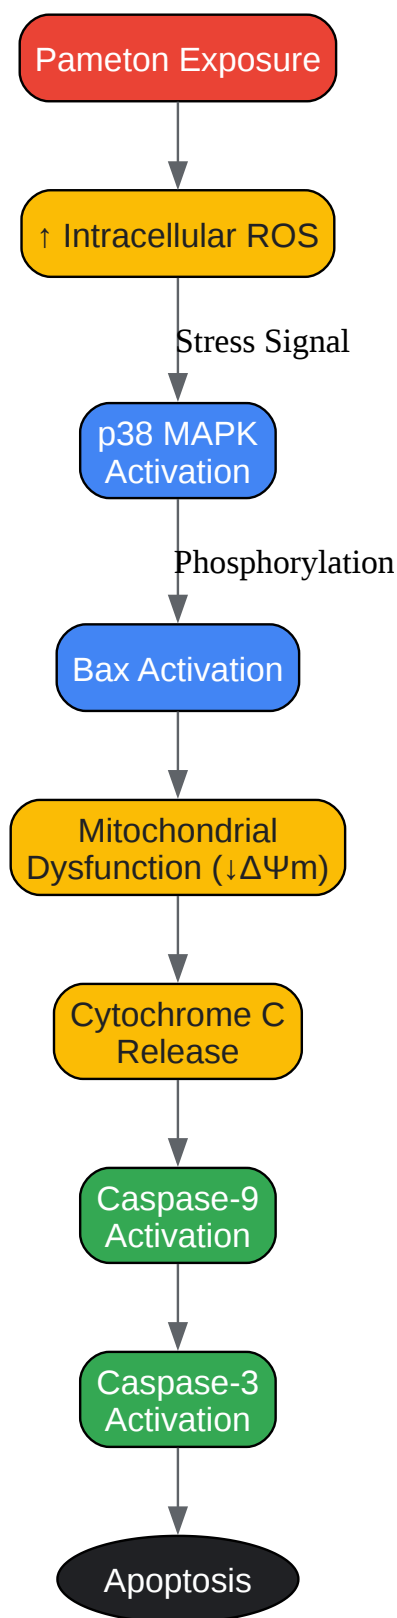 Pameton Exposure
↑ Intracellular ROS
Stress Signal
p38 MAPK
Activation
Phosphorylation
Bax Activation
Mitochondrial
Dysfunction (↓ΔΨm)
Cytochrome C
Release
Caspase-9
Activation
Caspase-3
Activation
Apoptosis